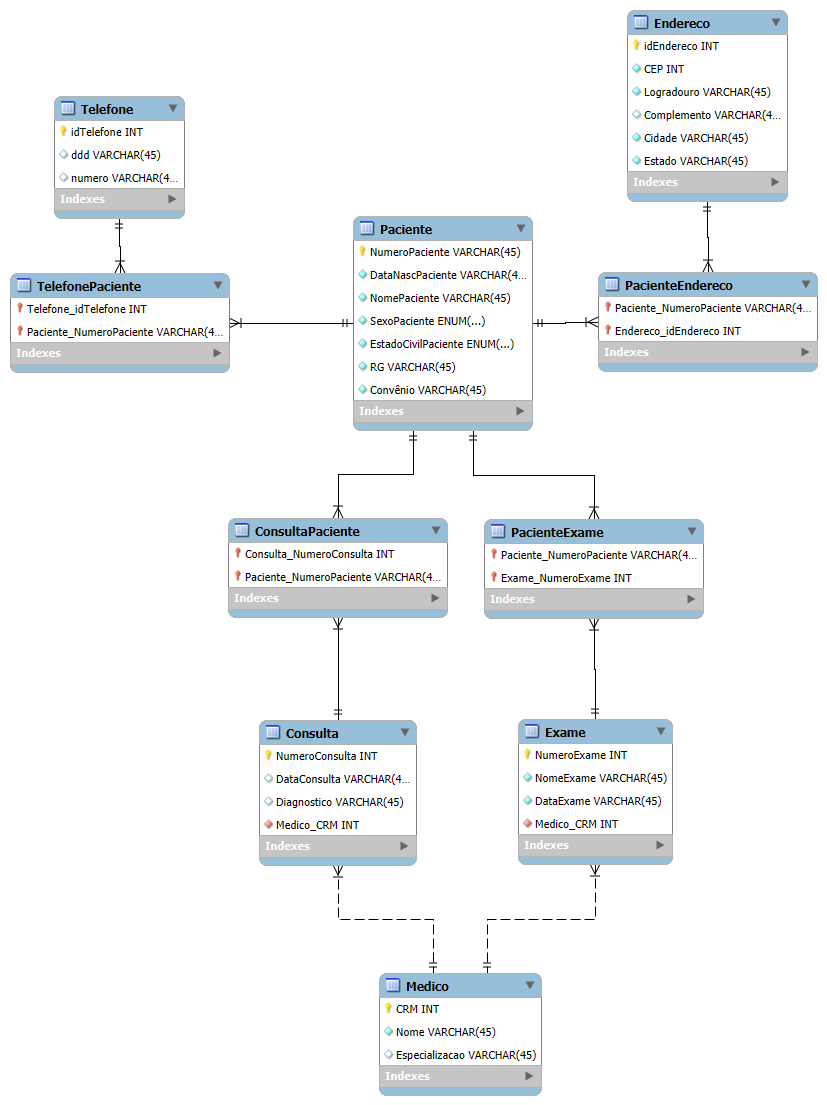 Endereco
idEndereco INT
CEP INT
Logradouro VARCHAR(45)
Complemento VARCHAR(4...
Cidade VARCHAR(45)
Estado VARCHAR(45)
Indexes
Telefone
idTelefone INT
ddd VARCHAR(45)
numero VARCHAR(4...
Indexes
Paciente
NumeroPaciente VARCHAR(45)
DataNascPaciente VARCHAR(4...
NomePaciente VARCHAR(45)
SexoPaciente ENUM(...)
EstadoCivilPaciente ENUM(...)
RG VARCHAR(45)
Convênio VARCHAR(45)
Indexes
TelefonePaciente
Telefone_idTelefone INT
Paciente_NumeroPaciente VARCHAR(4...
Indexes
PacienteEndereco
Paciente_NumeroPaciente VARCHAR(4...
Endereco_idEndereco INT
Indexes
ConsultaPaciente
Consulta_NumeroConsulta INT
Paciente_NumeroPaciente VARCHAR(4...
Indexes
PacienteExame
Paciente_NumeroPaciente VARCHAR(4...
Exame_NumeroExame INT
Indexes
Consulta
NumeroConsulta INT
DataConsulta VARCHAR(4...
Diagnostico VARCHAR(45)
Medico_CRM INT
Indexes
Exame
NumeroExame INT
NomeExame VARCHAR(45)
DataExame VARCHAR(45)
Medico_CRM INT
Indexes
Medico
CRM INT
Nome VARCHAR(45)
Especializacao VARCHAR(45)
Indexes